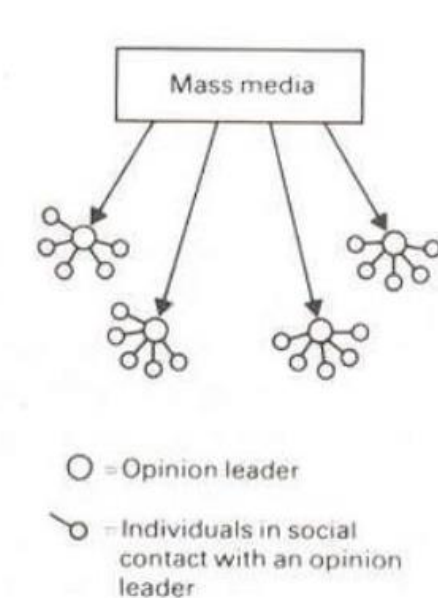 Mass media
= Opinion leader
= Individuals in social
contact with an opinion
leader